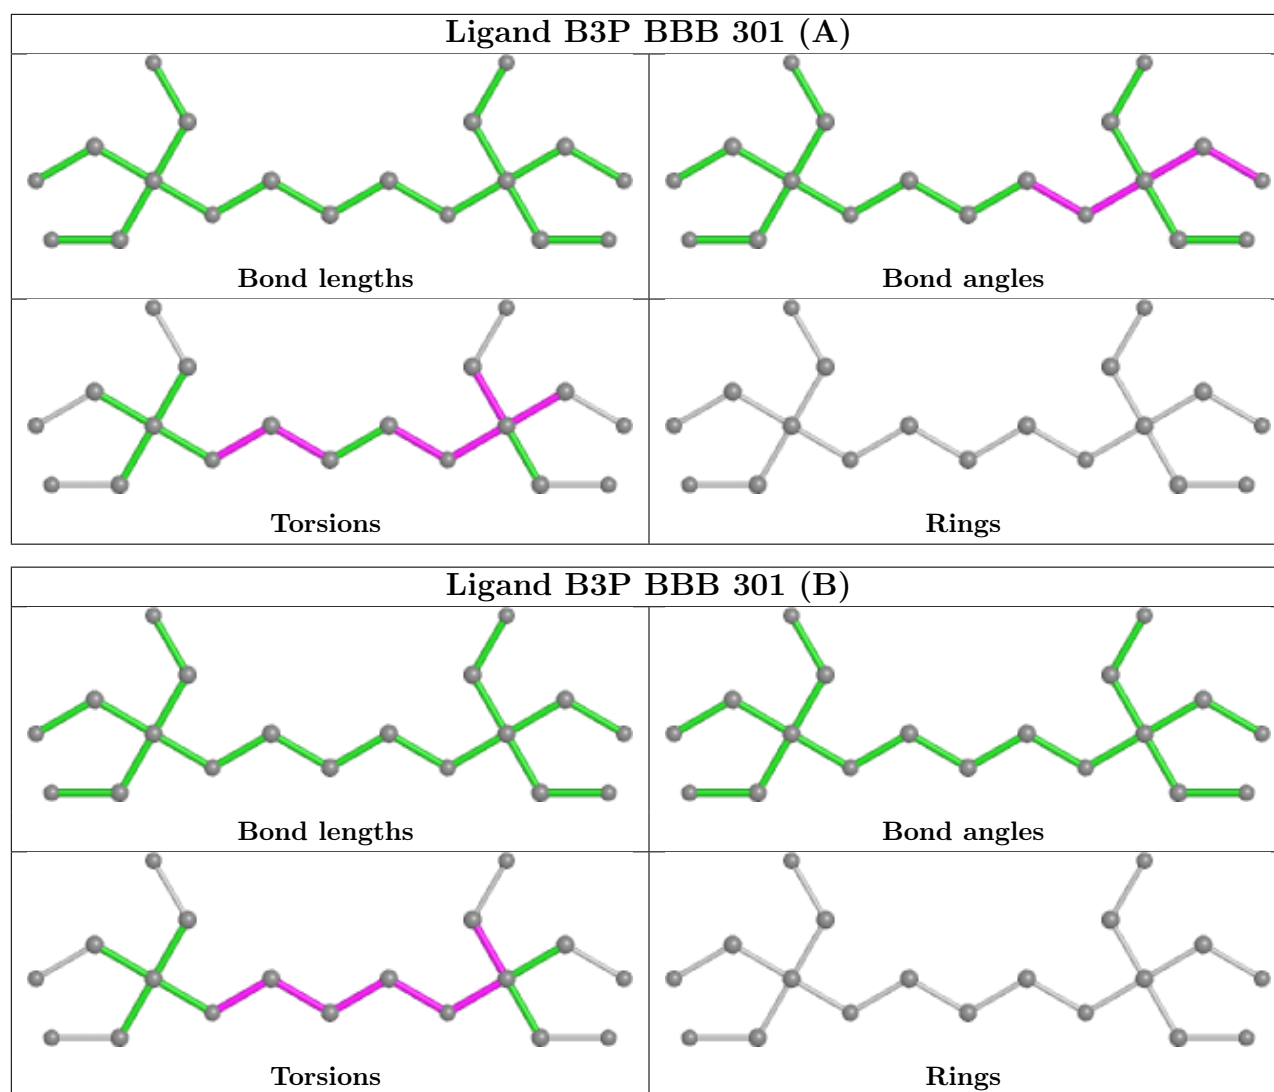 Ligand B3P BBB 301 (A)
Bond lengths
Bond angles
Torsions
Rings
Ligand B3P BBB 301 (B)
Bond lengths
Bond angles
Torsions
Rings